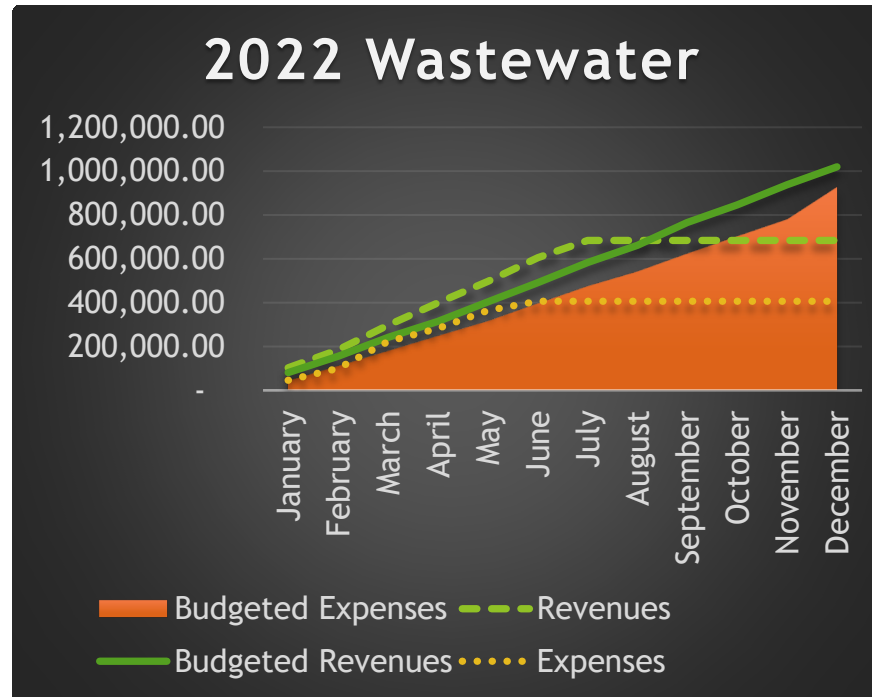 2022 Wastewater
1,200,000.00
1,000,000.00
800,000.00
600,000.00
400,000.00
200,000.00
-
January
February
March
April
May
June
July
August
September
October
November
December
Budgeted Expenses
Revenues
Budgeted Revenues
Expenses